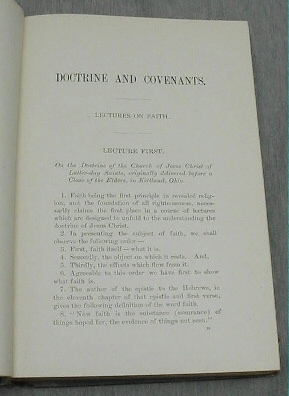 DOCTRINE AND COVENANTS.
LECTURES ON FAITH.
LECTURE FIRST.
On the Doctrine of the Church of Jesus Christ of
Latter-day Saints, originally delivered before a
Class of the Elders, in Kirtland, Ohio.
1. Faith being the first principle in revealed relig-
ion, and the foundation of all righteousness, neces-
sarily claims the first place in a course of lectures
which are designed to unfold to the understanding the
doctrine of Jesus Christ.
2. In presenting the subject of faith, we shall
observe the following order—
3. First, faith itself—what it is.
4. Secondly, the object on which it rests. And,
5. Thirdly, the effects which flow from it.
6. Agreeable to this order we have first to show
what faith is.
7. The author of the epistle to the Hebrews, in
the eleventh chapter of that epistle and first verse,
gives the following definition of the word faith:
8. "Now faith is the substance (assurance) of
things hoped for, the evidence of things not seen."